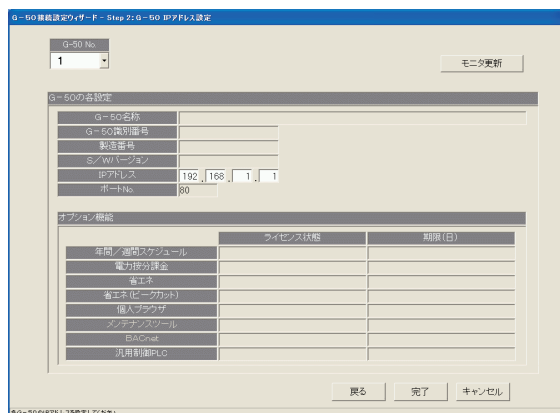 G-50接続設定ウィザード - Step 2:G-50 IPアドレス設定
G-50 No.
1
モニタ更新
G-50の各設定
G-50名称
G-50識別番号
製造番号
S/Wバージョン
IPアドレス 192.168.1.1
ポートNo. 80
オプション機能
ライセンス状態 期限(日)
年間/週間スケジュール
電力按分課金
省エネ
省エネ(ピークカット)
個人ブラウザ
メンテナンスツール
BACnet
汎用制御PLC
戻る 完了 キャンセル